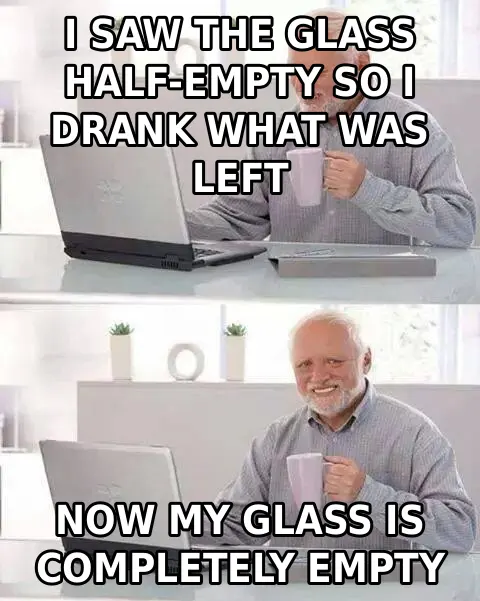 I SAW THE GLASS
HALF-EMPTY SO I
DRANK WHAT WAS
LEFT
NOW MY GLASS IS
COMPLETELY EMPTY